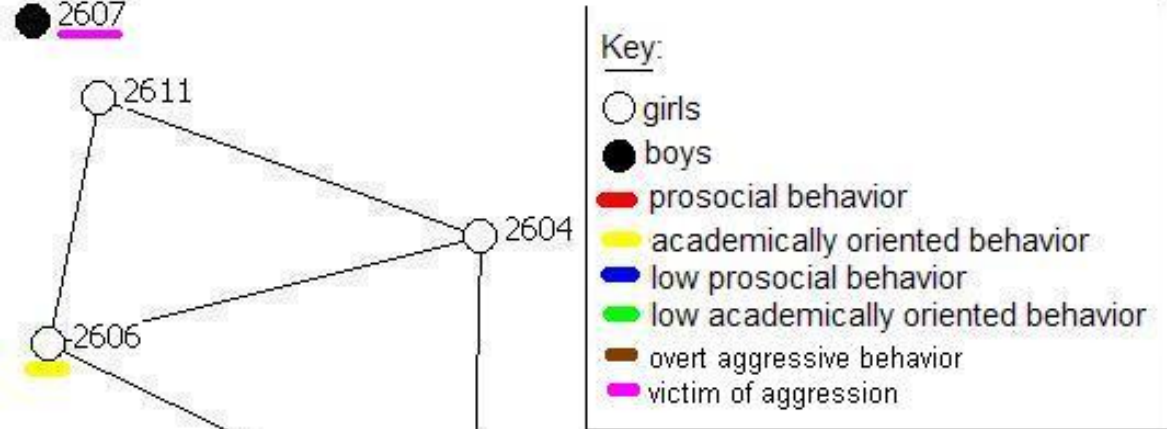 2607
2611
2604
2606
Key:
girls
boys
prosocial behavior
academically oriented behavior
low prosocial behavior
low academically oriented behavior
overt aggressive behavior
victim of aggression